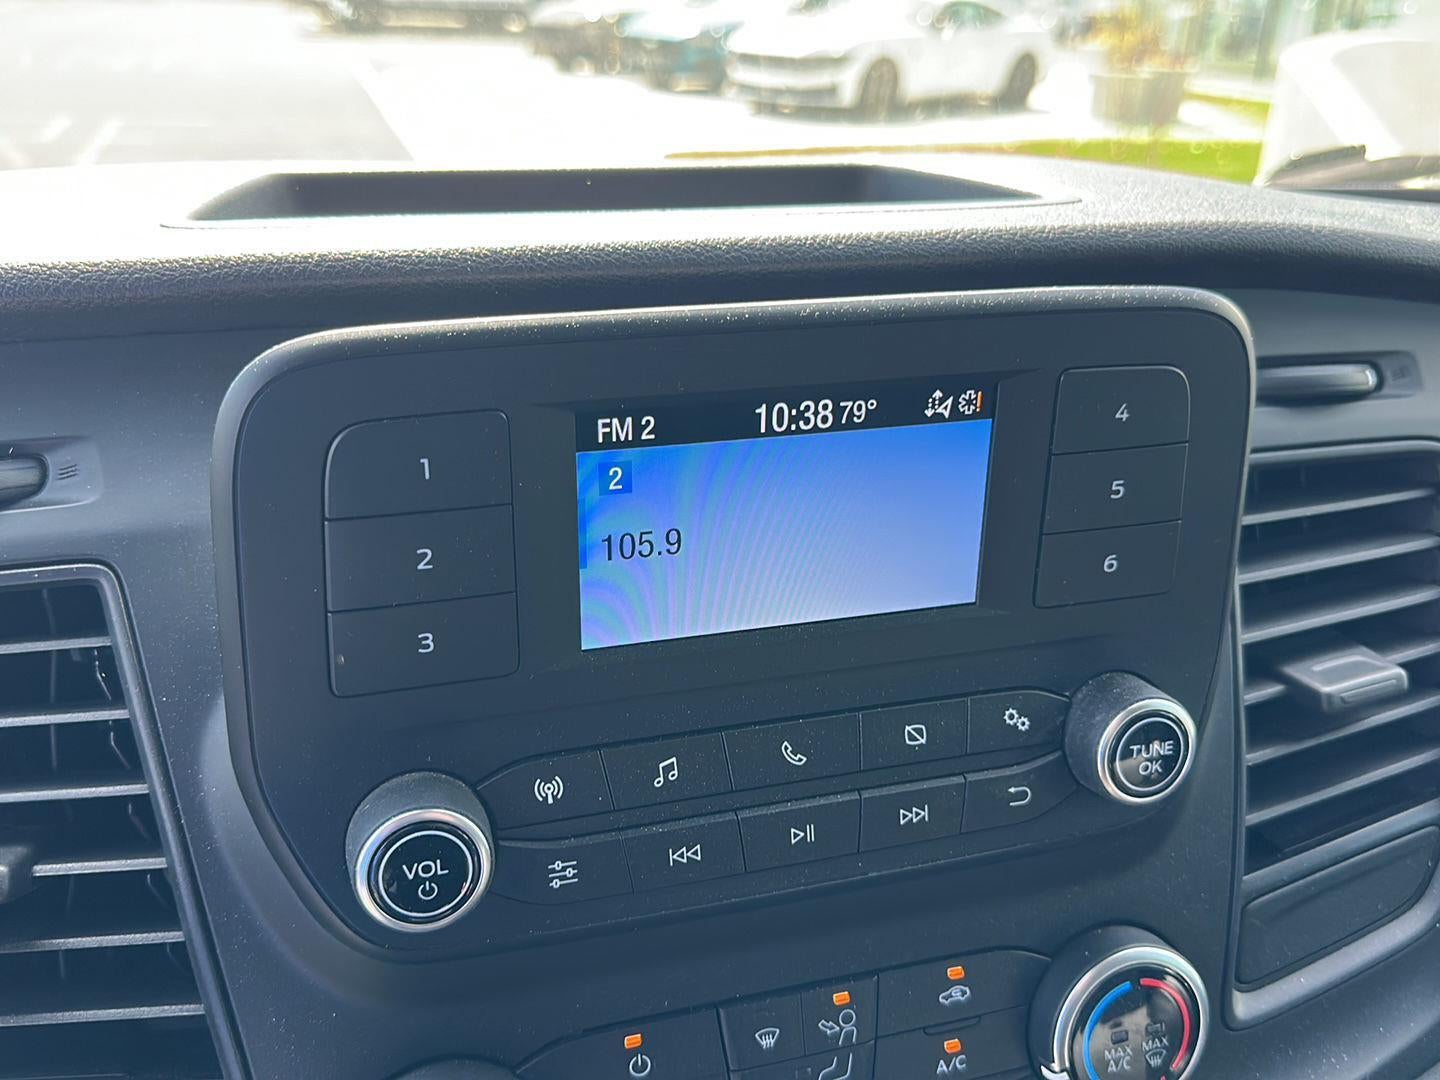 FM 2 10:38 79°
2
105.9
1
2
3
4
5
6
VOL
TUNE
OK
A/C
MAX
A/C
MAX